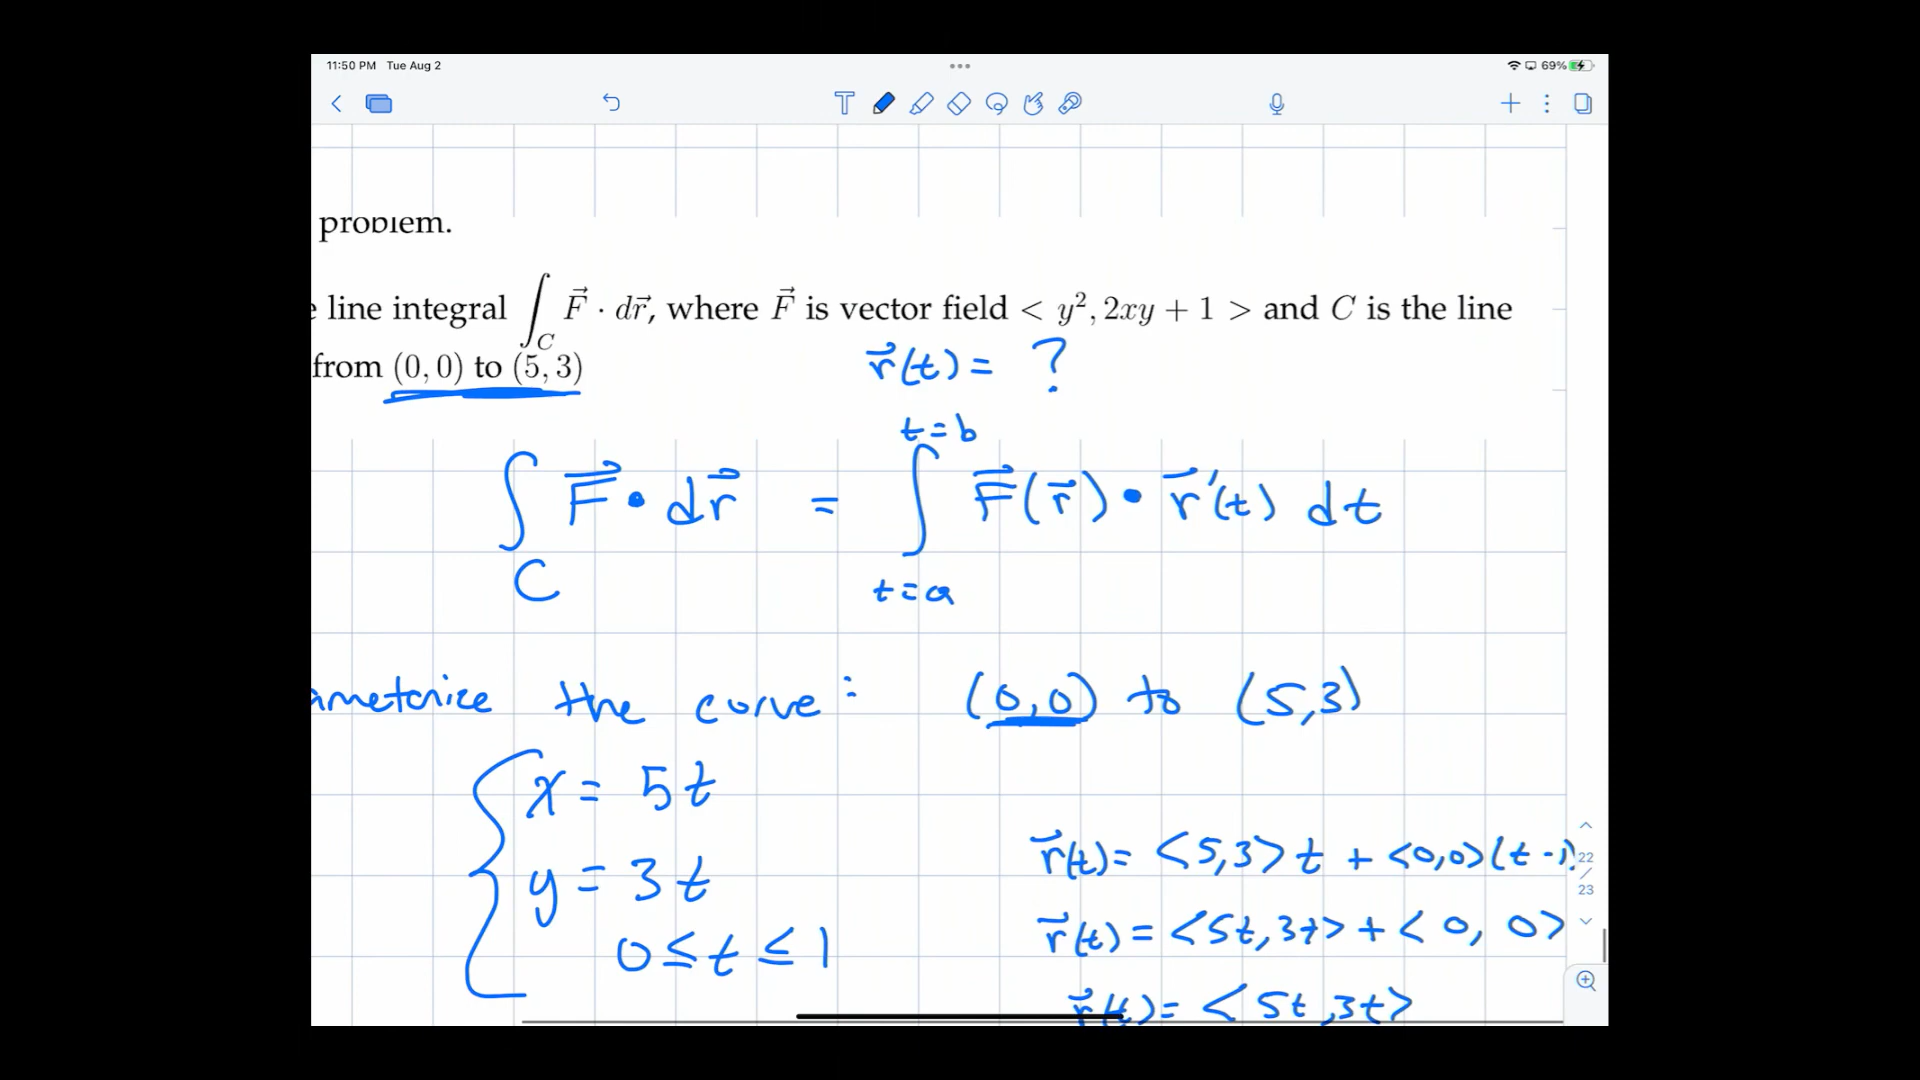 11:50 PM Tue Aug 2
69%
problem.
line integral ∫_C F⃗ · dr⃗, where F⃗ is vector field < y², 2xy + 1 > and C is the line
from (0, 0) to (5, 3)
r⃗(t) = ?
∫_C F⃗ • dr⃗ = ∫_{t=a}^{t=b} F⃗(r⃗) • r⃗'(t) dt
ametorize the curve: (0,0) to (5,3)
x = 5t
y = 3t
0 ≤ t ≤ 1
r⃗(t) = <5,3>t + <0,0>(t-1)
r⃗(t) = <5t,3t> + <0, 0>
r⃗(t) = <5t,3t>
22
/
23